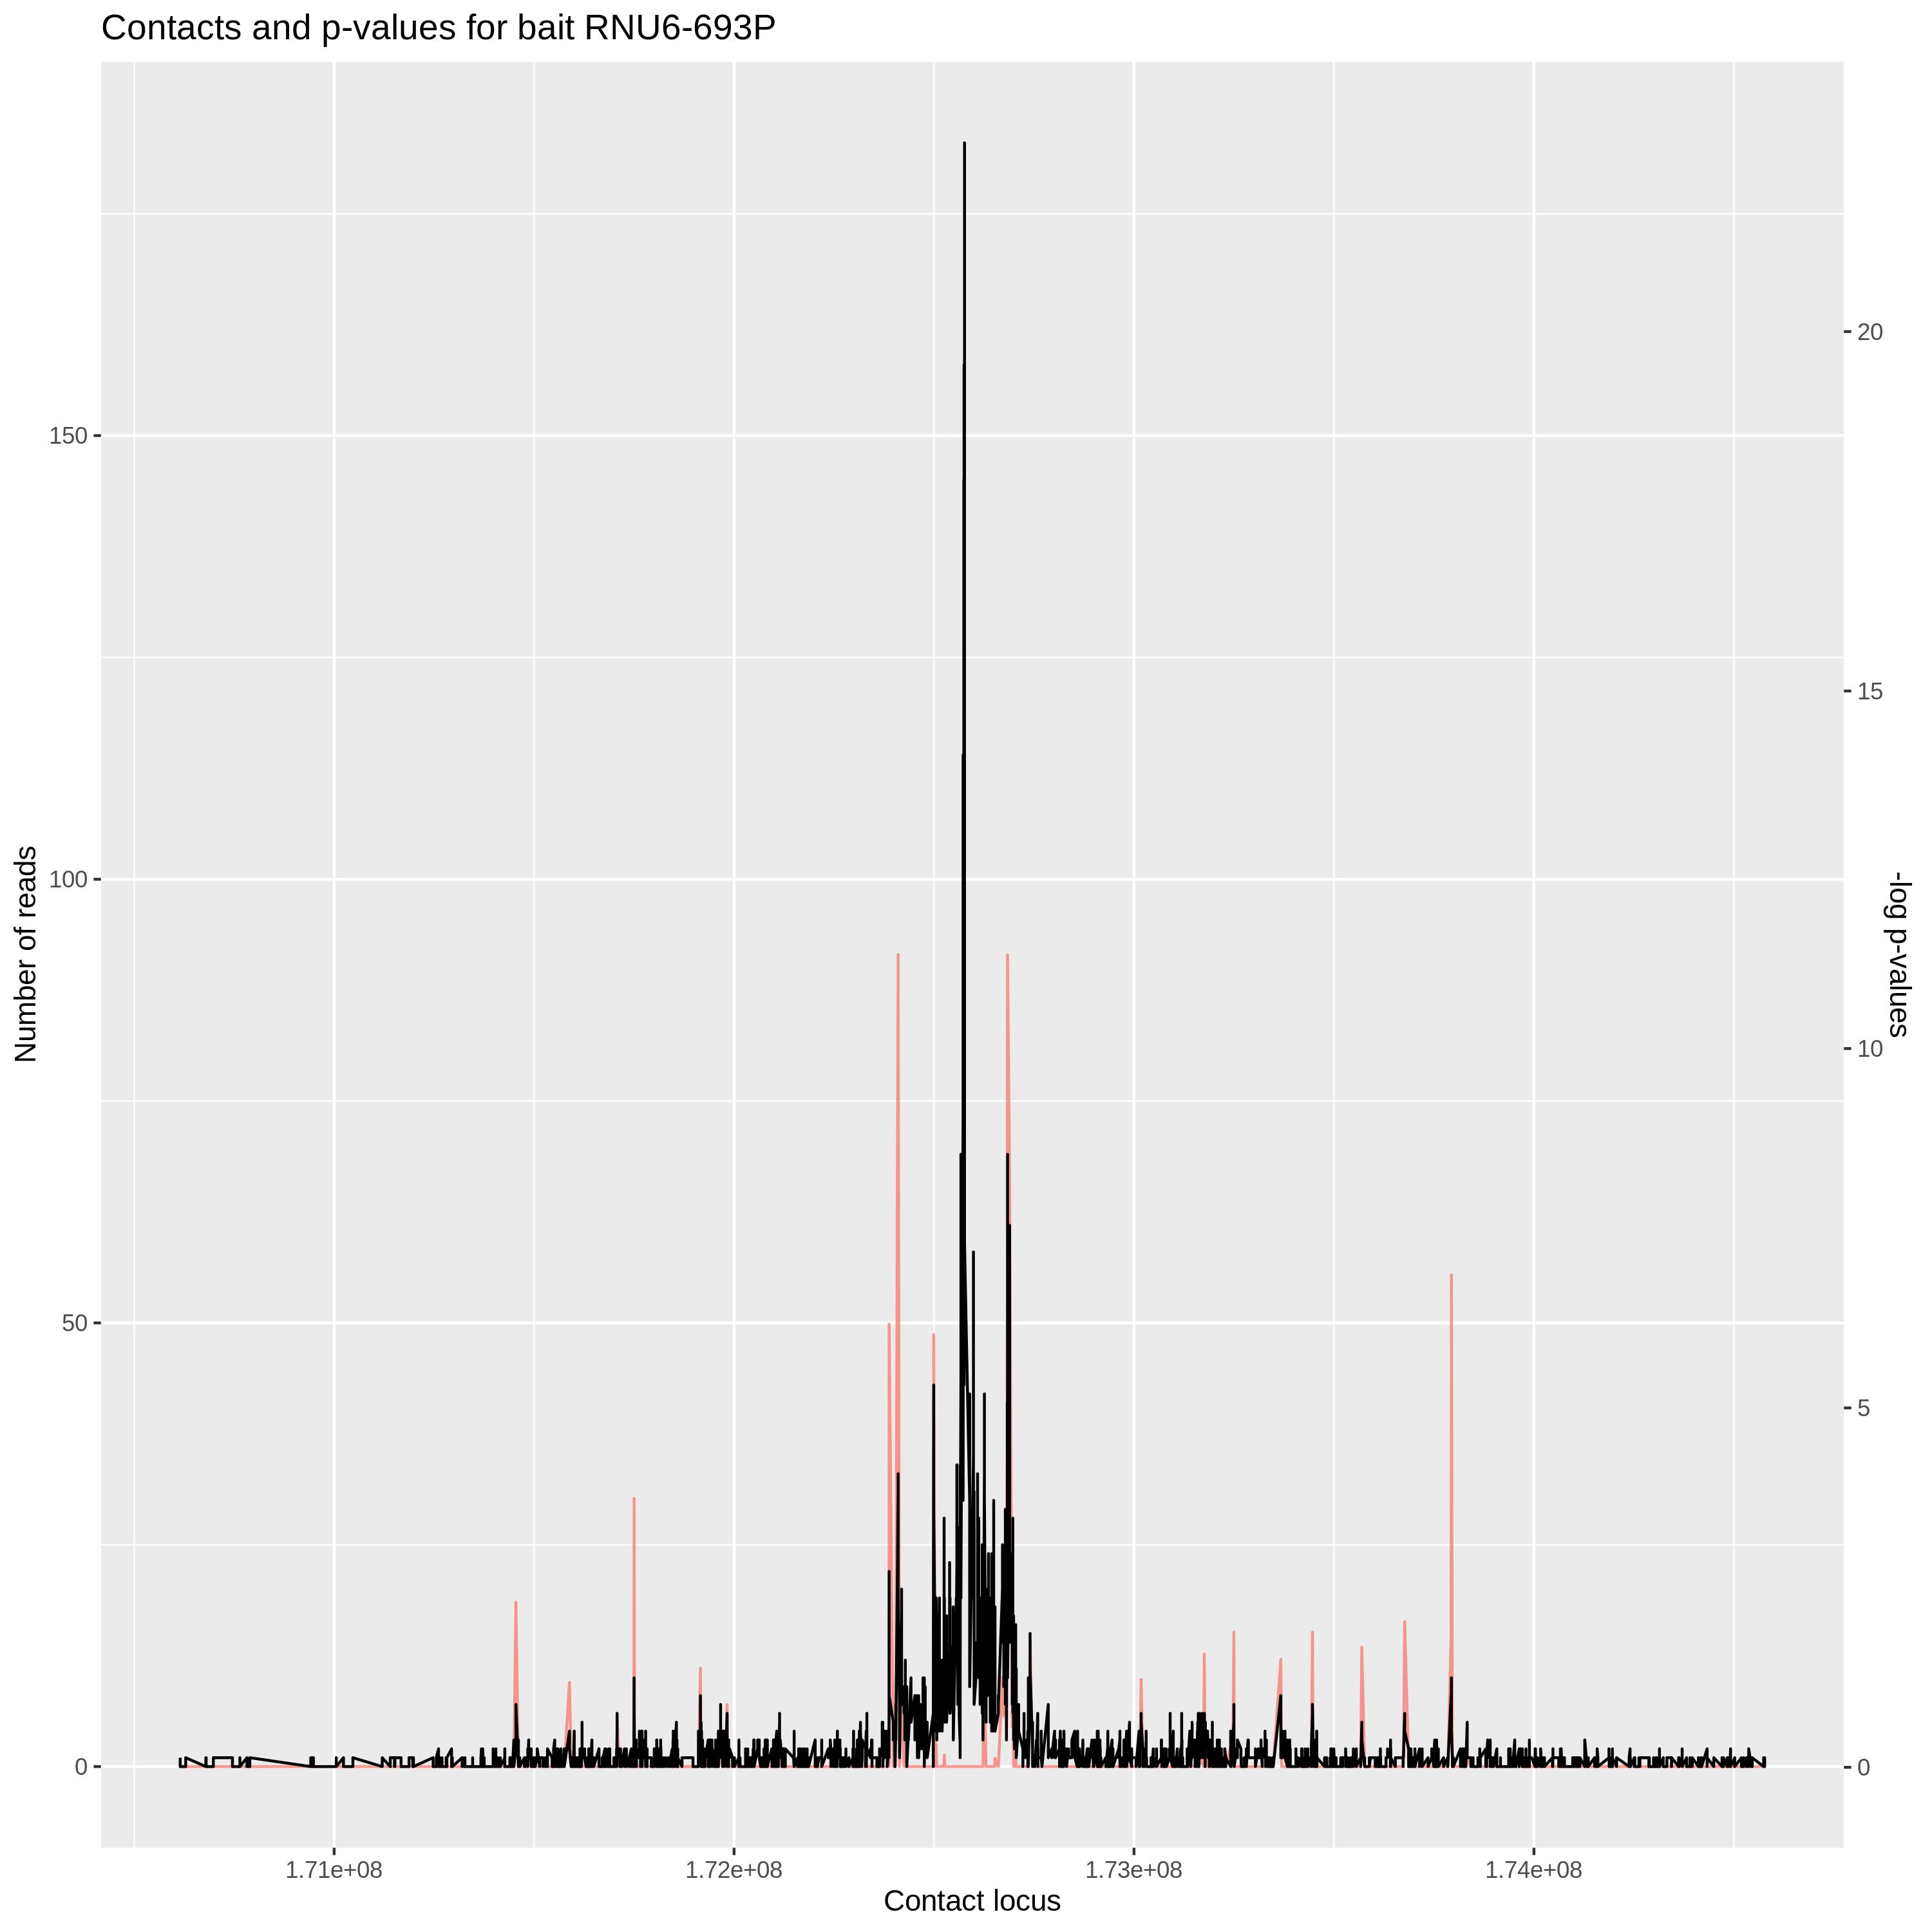 Contacts and p-values for bait RNU6-693P
150
100
50
0
Number of reads
20
15
10
5
0
-log p-values
1.71e+08
1.72e+08
1.73e+08
1.74e+08
Contact locus